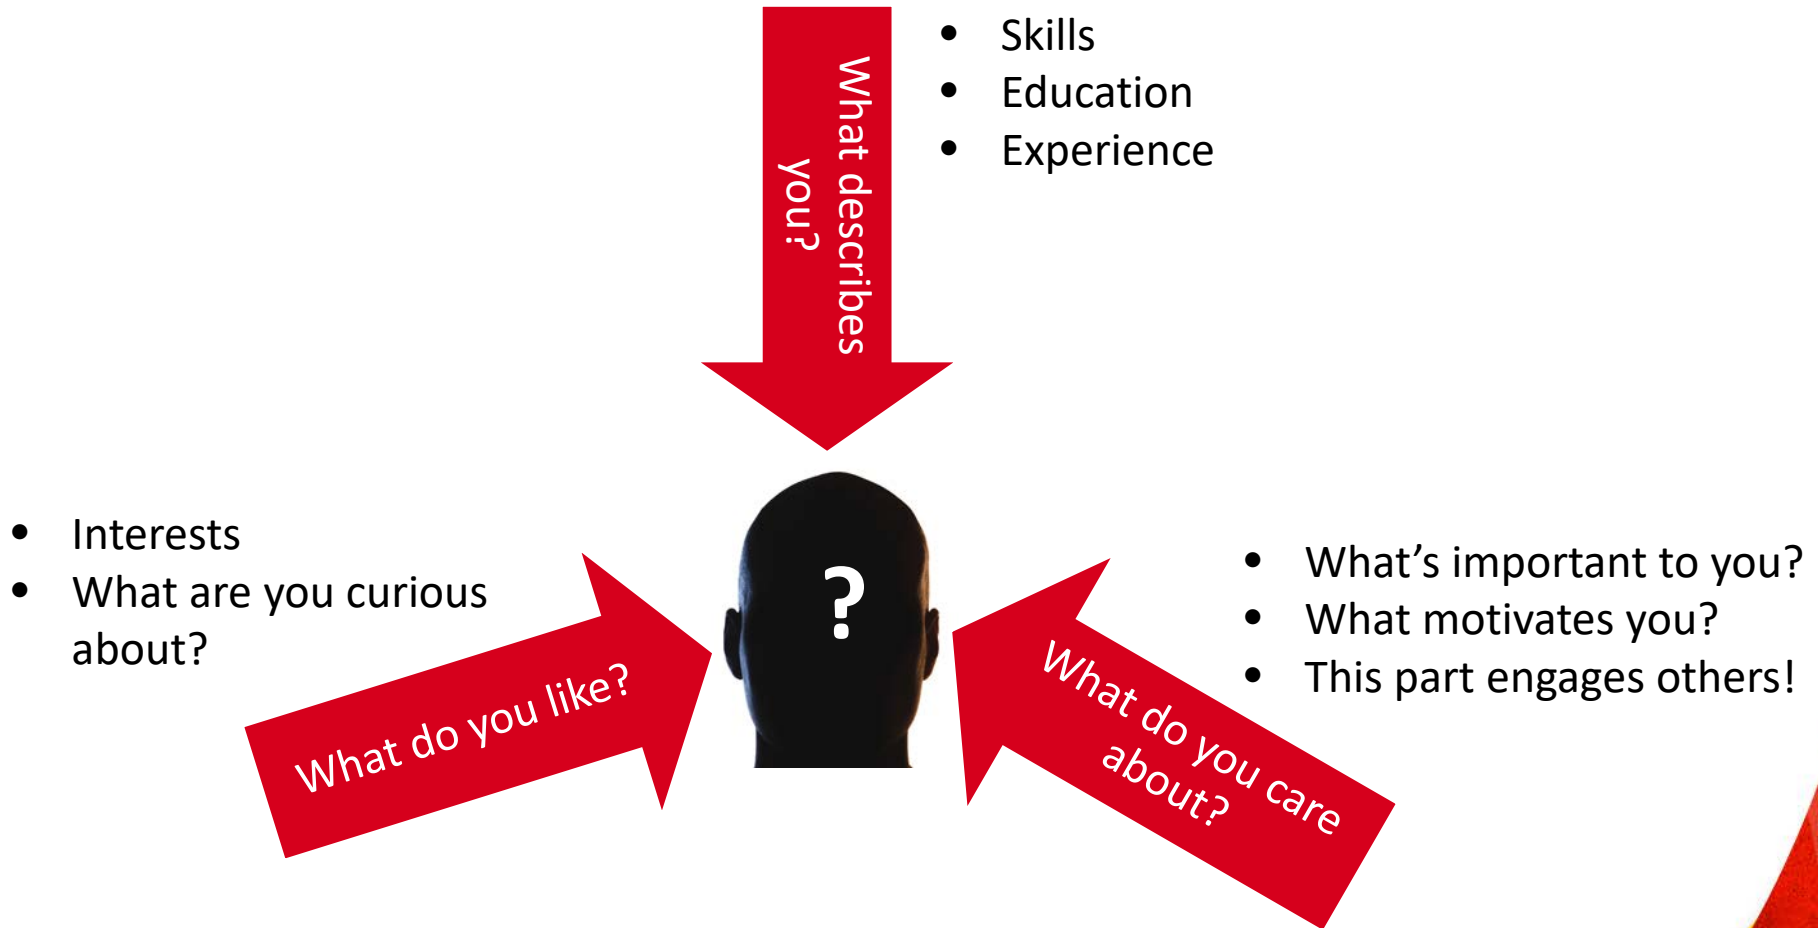 What describes
you?
• Skills
• Education
• Experience
• Interests
• What are you curious
about?
What do you like?
?
What do you care
about?
• What’s important to you?
• What motivates you?
• This part engages others!